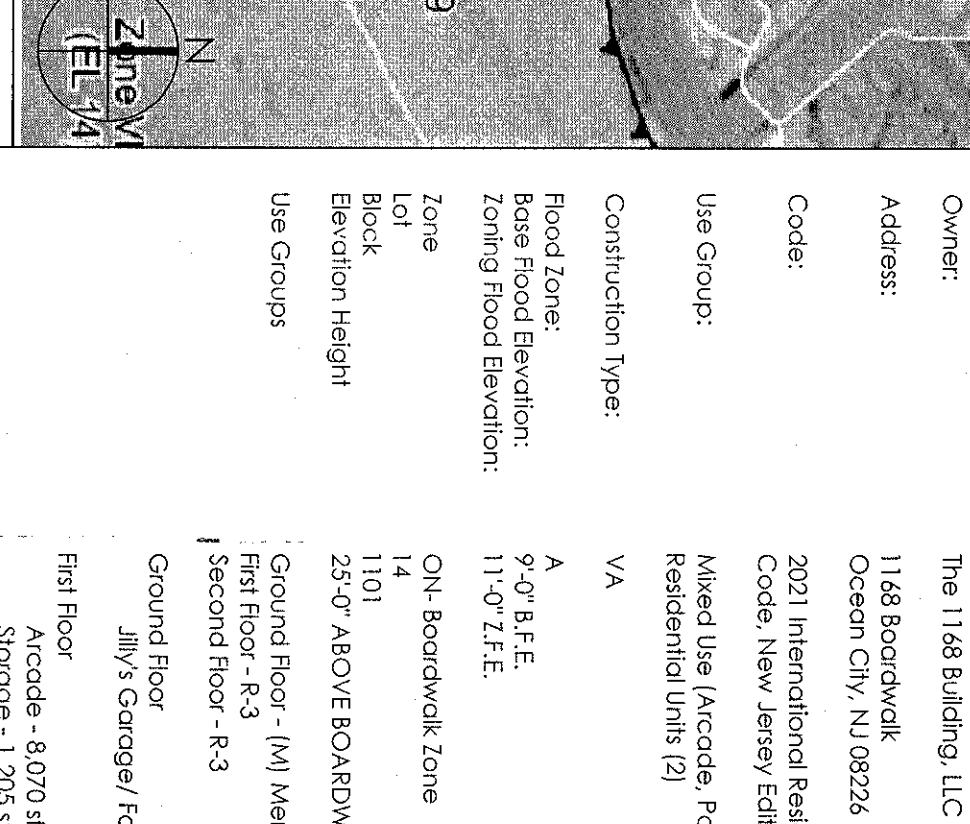 g
N
Zone
(EL 14
Owner: The 1168 Building, LLC
Address: 1168 Boardwalk
Ocean City, NJ 08226
Code: 2021 International Resi
Code, New Jersey Edit
Use Group: Mixed Use (Arcade, Pa
Residential Units (2)
Construction Type: VA
Flood Zone: A
Base Flood Elevation: 9'-0" B.F.E.
Zoning Flood Elevation: 11'-0" Z.F.E.
Zone ON- Boardwalk Zone
Lot 14
Block 1101
Elevation Height 25'-0" ABOVE BOARDW
Use Groups Ground Floor - (M) Mer
First Floor - R-3
Second Floor - R-3
Ground Floor
Jilly's Garage/ Fo
First Floor
Arcade - 8,070 sf
Storage - 1,205 s